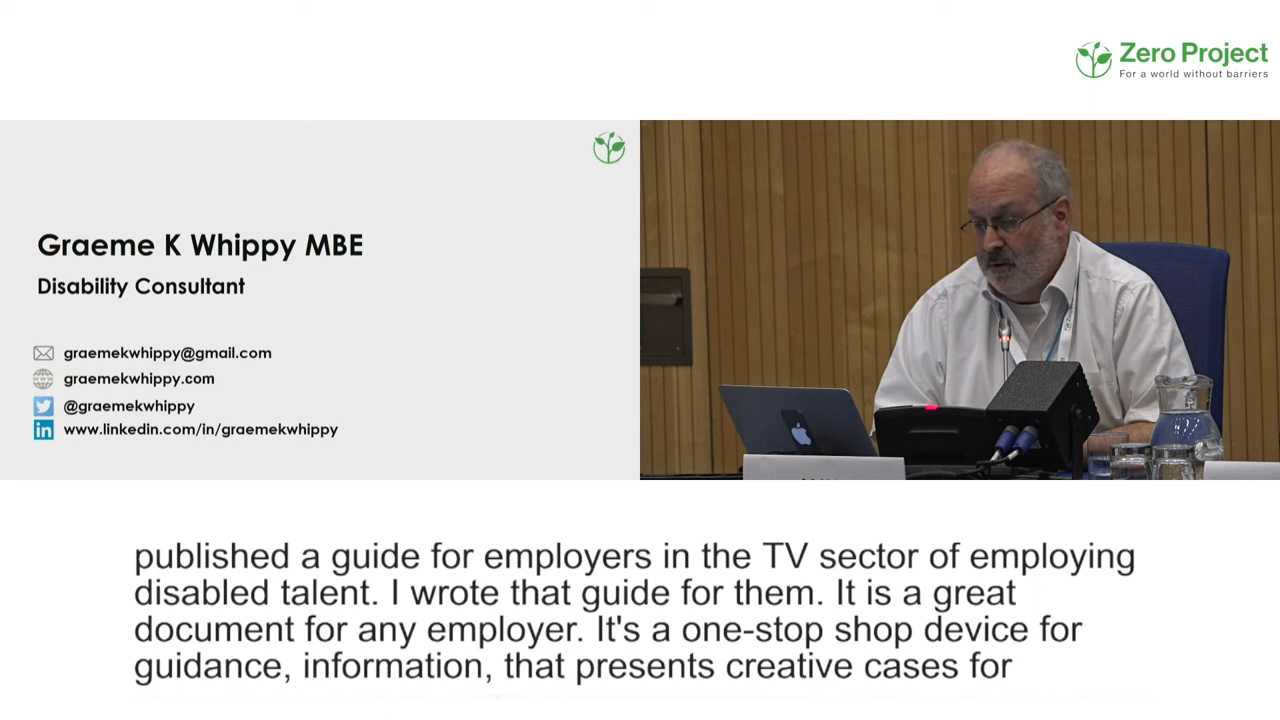 Zero Project
For a world without barriers
Graeme K Whippy MBE
Disability Consultant
graemekwhippy@gmail.com
graemekwhippy.com
@graemekwhippy
www.linkedin.com/in/graemekwhippy
published a guide for employers in the TV sector of employing
disabled talent. I wrote that guide for them. It is a great
document for any employer. It's a one-stop shop device for
guidance, information, that presents creative cases for